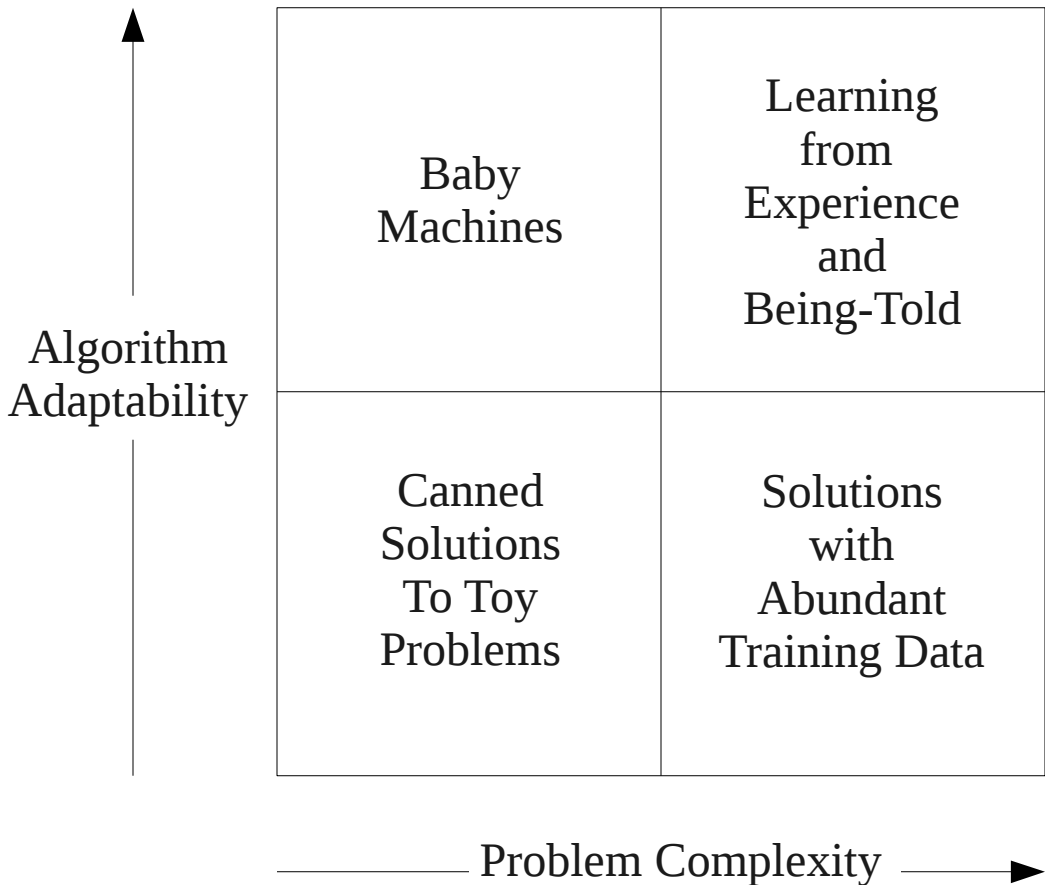 Baby
Machines
Learning
from
Experience
and
Being-Told
Algorithm
Adaptability
Canned
Solutions
To Toy
Problems
Solutions
with
Abundant
Training Data
Problem Complexity